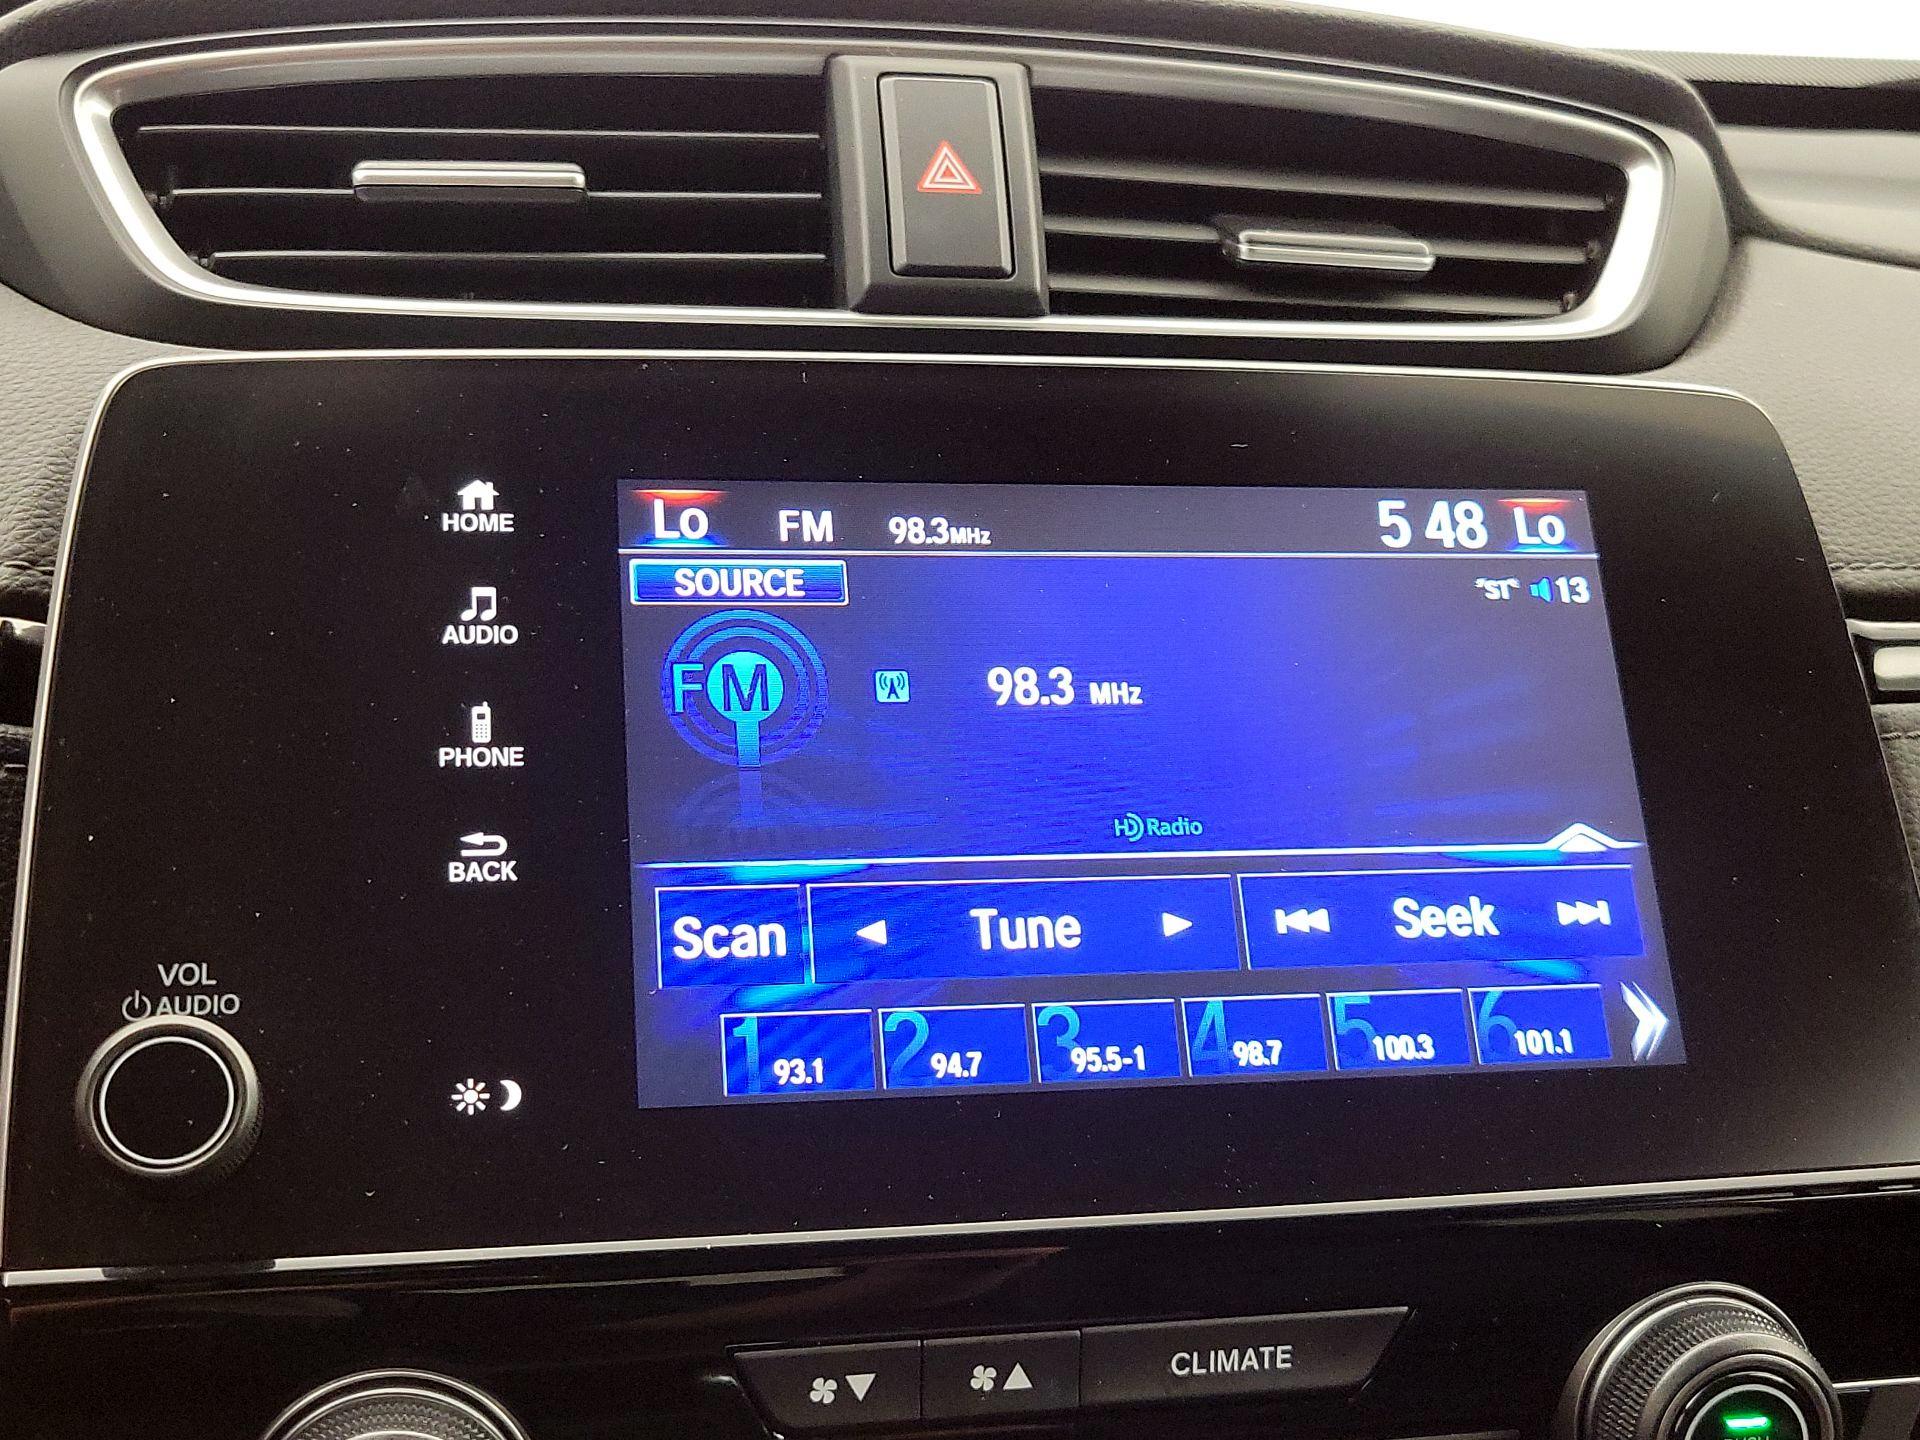 HOME
AUDIO
PHONE
BACK
VOL
AUDIO
Lo FM 98.3MHz 5 48 Lo
SOURCE
ST 13
FM
98.3 MHz
HD Radio
Scan Tune Seek
1 93.1 2 94.7 3 95.5-1 4 98.7 5 100.3 6 101.1
CLIMATE